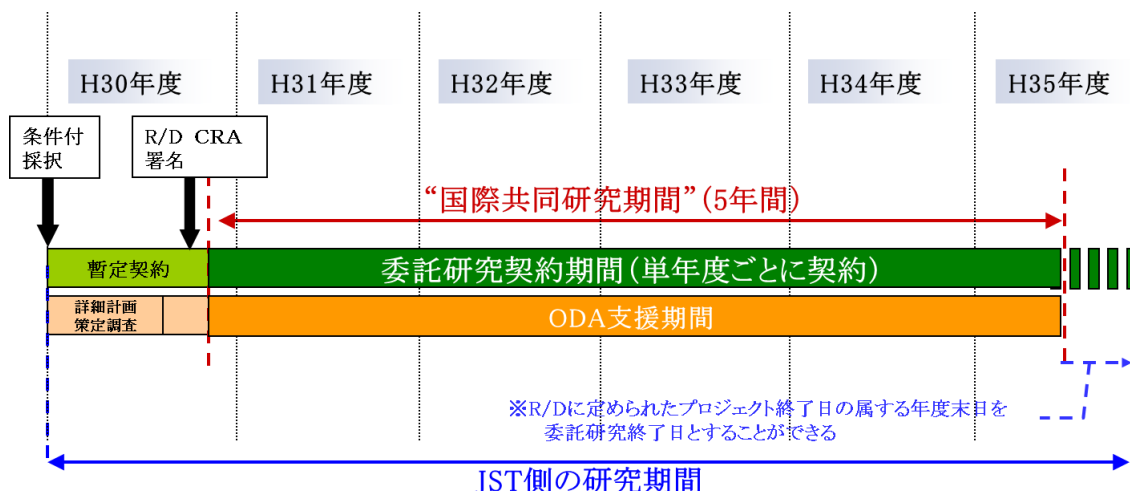 H30年度
H31年度
H32年度
H33年度
H34年度
H35年度
条件付
採択
R/D CRA
署名
“国際共同研究期間”(5年間)
暫定契約
委託研究契約期間(単年度ごとに契約)
詳細計画
策定調査
ODA支援期間
※R/Dに定められたプロジェクト終了日の属する年度末日を
委託研究終了日とすることができる
JST側の研究期間